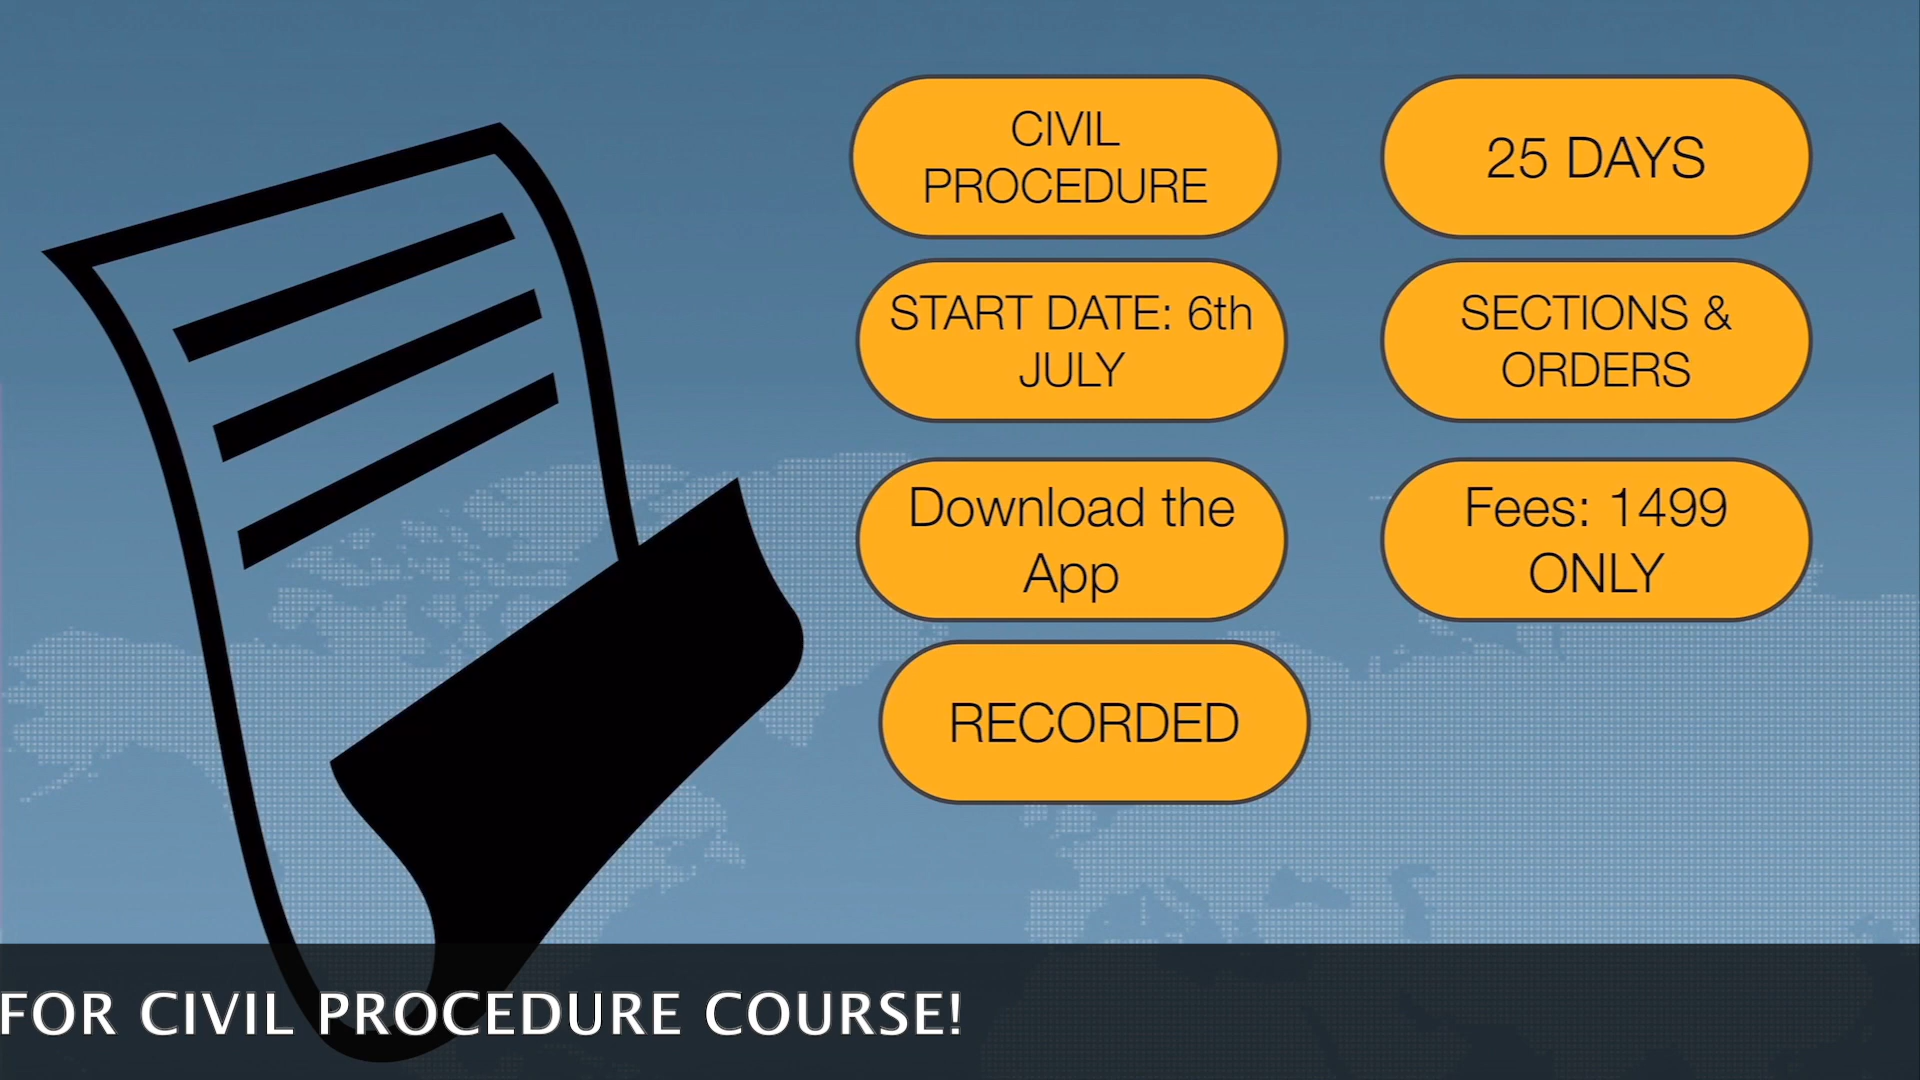 CIVIL
PROCEDURE
25 DAYS
START DATE: 6th
JULY
SECTIONS &
ORDERS
Download the
App
Fees: 1499
ONLY
RECORDED
FOR CIVIL PROCEDURE COURSE!